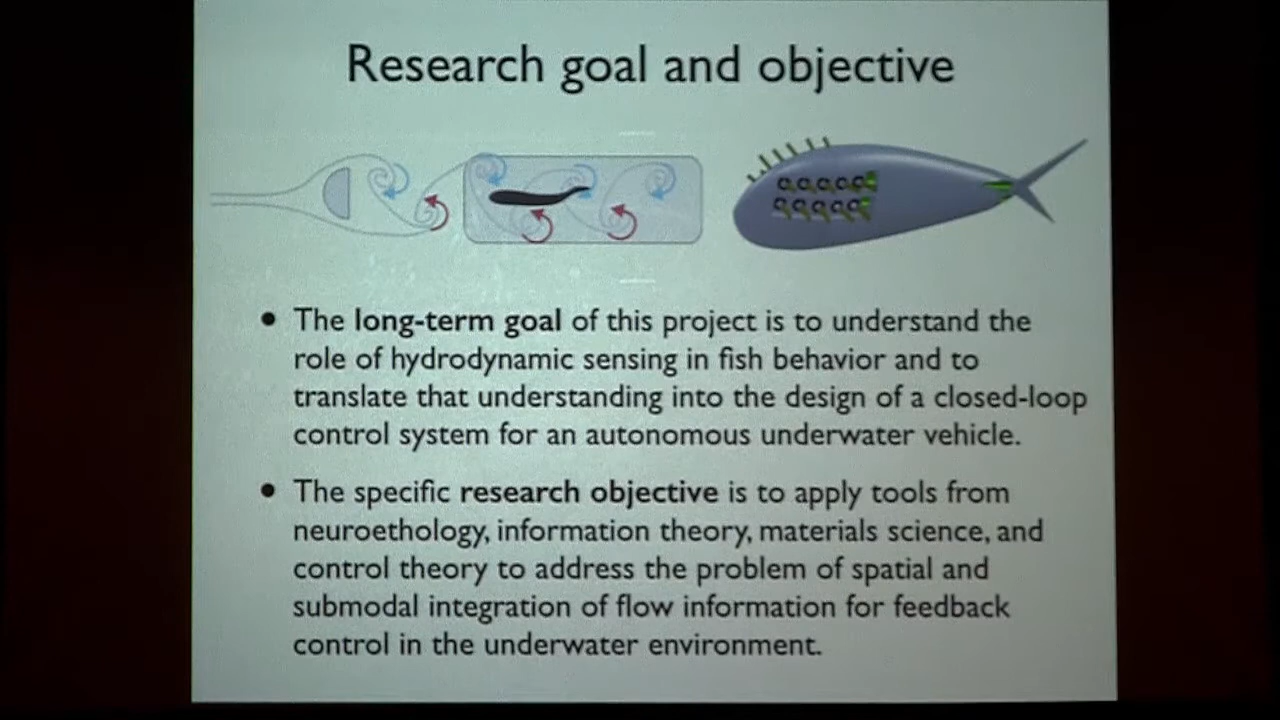 Research goal and objective
The long-term goal of this project is to understand the
role of hydrodynamic sensing in fish behavior and to
translate that understanding into the design of a closed-loop
control system for an autonomous underwater vehicle.
The specific research objective is to apply tools from
neuroethology, information theory, materials science, and
control theory to address the problem of spatial and
submodal integration of flow information for feedback
control in the underwater environment.